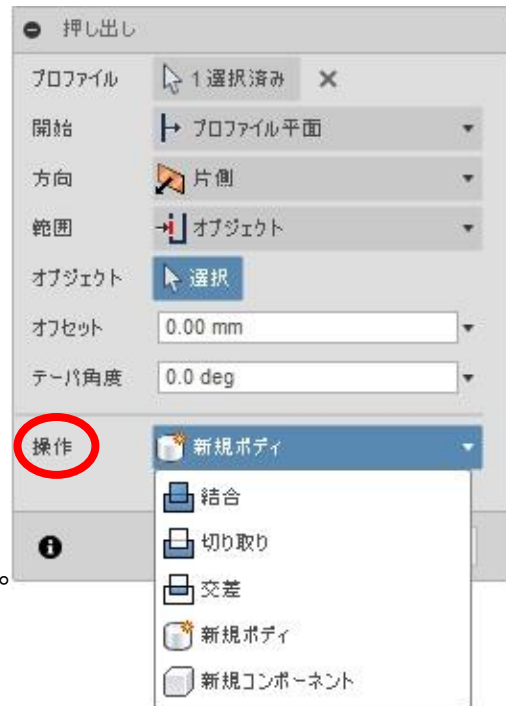 押し出し
プロファイル 1 選択済み ×
開始 プロファイル平面
方向 片側
範囲 オブジェクト
オブジェクト 選択
オフセット 0.00 mm
テーパ角度 0.0 deg
操作 新規ボディ
結合
切り取り
。
交差
新規ボディ
新規コンポーネント